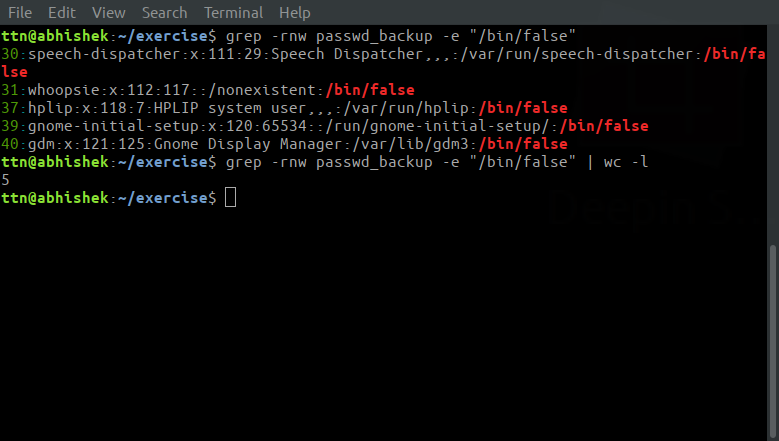 File Edit View Search Terminal Help
ttn@abhishek:~/exercise$ grep -rnw passwd_backup -e "/bin/false"
30:speech-dispatcher:x:111:29:Speech Dispatcher,,,:/var/run/speech-dispatcher:/bin/fa
lse
31:whoopsie:x:112:117::/nonexistent:/bin/false
37:hplip:x:118:7:HPLIP system user,,,:/var/run/hplip:/bin/false
39:gnome-initial-setup:x:120:65534::/run/gnome-initial-setup/:/bin/false
40:gdm:x:121:125:Gnome Display Manager:/var/lib/gdm3:/bin/false
ttn@abhishek:~/exercise$ grep -rnw passwd_backup -e "/bin/false" | wc -l
5
ttn@abhishek:~/exercise$